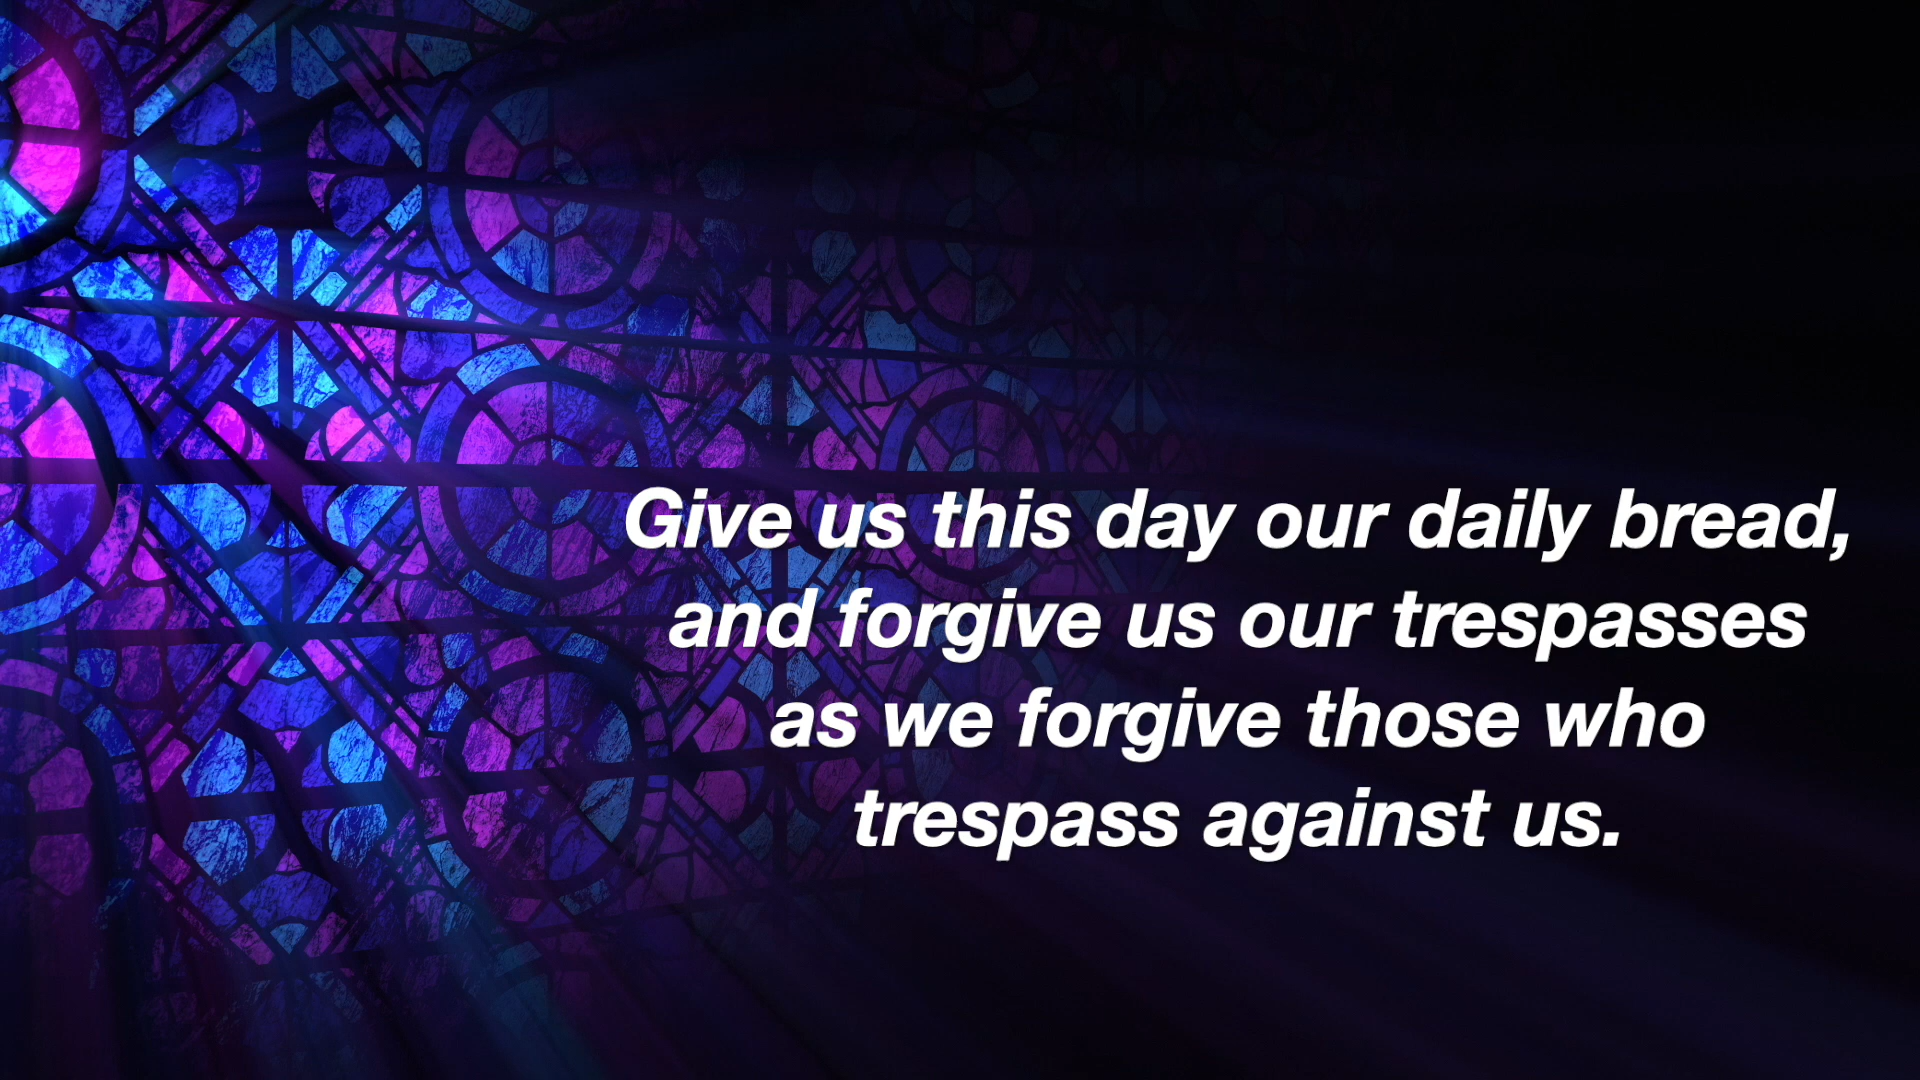 Give us this day our daily bread,
and forgive us our trespasses
as we forgive those who
trespass against us.